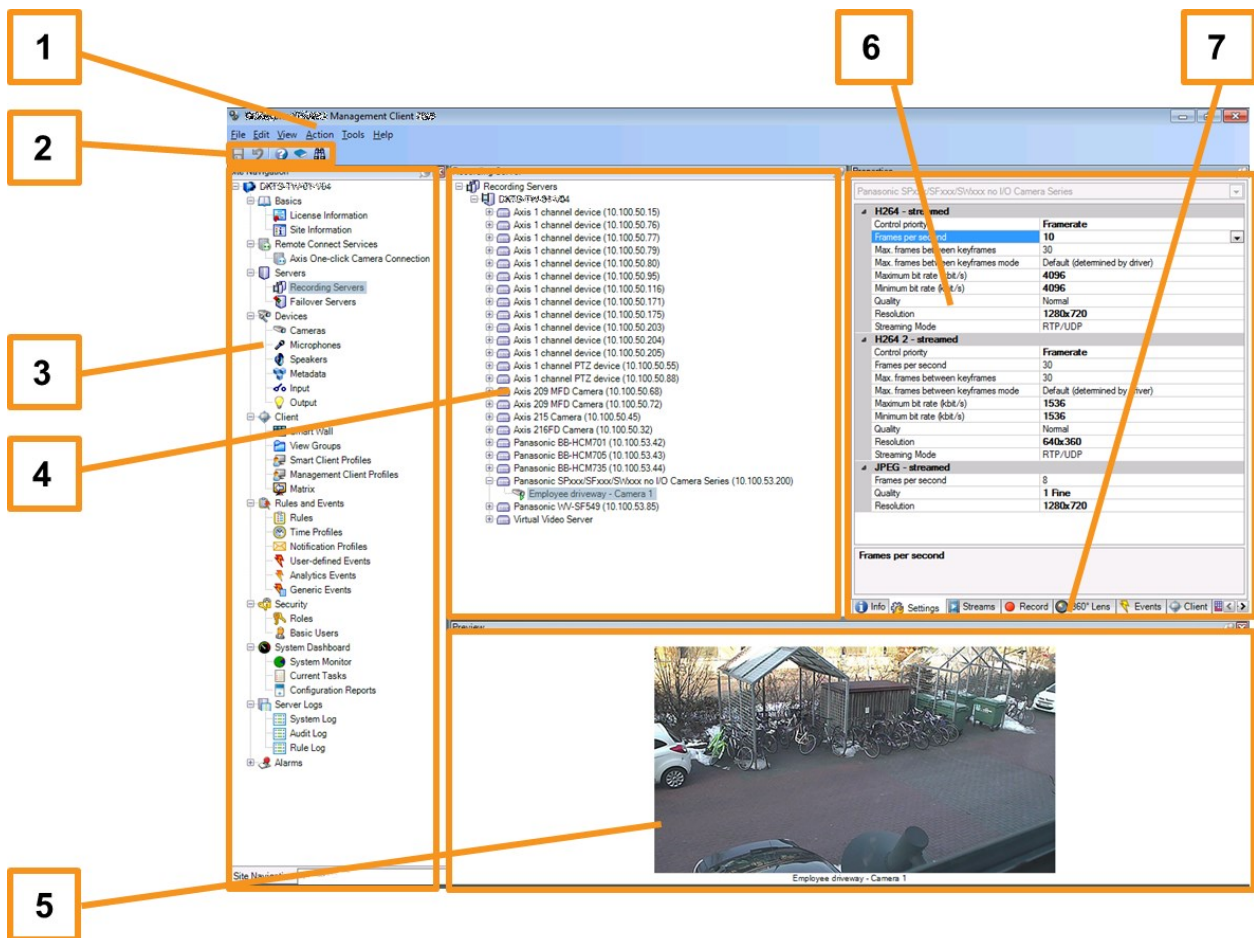 1
6
7
Management Client
File Edit View Action Tools Help
2
Recording Servers
Basics
License Information
Site Information
Remote Connect Services
Axis One-click Camera Connection
Servers
Recording Servers
Failover Servers
Devices
Cameras
Microphones
Speakers
Metadata
Input
Output
Client
Smart Wall
View Groups
Smart Client Profiles
Management Client Profiles
Matrix
Rules and Events
Rules
Time Profiles
Notification Profiles
User-defined Events
Analytics Events
Generic Events
Security
Roles
Basic Users
System Dashboard
System Monitor
Current Tasks
Configuration Reports
Server Logs
System Log
Audit Log
Rule Log
Alarms
3
4
5
Axis 1 channel device (10.100.50.15)
Axis 1 channel device (10.100.50.76)
Axis 1 channel device (10.100.50.77)
Axis 1 channel device (10.100.50.79)
Axis 1 channel device (10.100.50.80)
Axis 1 channel device (10.100.50.95)
Axis 1 channel device (10.100.50.116)
Axis 1 channel device (10.100.50.171)
Axis 1 channel device (10.100.50.175)
Axis 1 channel device (10.100.50.203)
Axis 1 channel device (10.100.50.204)
Axis 1 channel device (10.100.50.205)
Axis 1 channel PTZ device (10.100.50.55)
Axis 1 channel PTZ device (10.100.50.88)
Axis 209 MFD Camera (10.100.50.68)
Axis 209 MFD Camera (10.100.50.72)
Axis 215 Camera (10.100.50.45)
Axis 216FD Camera (10.100.50.32)
Panasonic BB-HCM701 (10.100.53.42)
Panasonic BB-HCM705 (10.100.53.43)
Panasonic BB-HCM735 (10.100.53.44)
Panasonic SPxxx/SFxxx/SWxxx no I/O Camera Series (10.100.53.200)
Employee driveway - Camera 1
Panasonic WV-SF549 (10.100.53.85)
Virtual Video Server
Panasonic SPxxx/SFxxx/SWxxx no I/O Camera Series
H264 - streamed
Control priority Framerate
Frames per second 10
Max. frames between keyframes 30
Max. frames between keyframes mode Default (determined by driver)
Maximum bit rate (kbit/s) 4096
Minimum bit rate (kbit/s) 4096
Quality Normal
Resolution 1280x720
Streaming Mode RTP/UDP
H264 2 - streamed
Control priority Framerate
Frames per second 30
Max. frames between keyframes 30
Max. frames between keyframes mode Default (determined by driver)
Maximum bit rate (kbit/s) 1536
Minimum bit rate (kbit/s) 1536
Quality Normal
Resolution 640x360
Streaming Mode RTP/UDP
JPEG - streamed
Frames per second 8
Quality 1 Fine
Resolution 1280x720
Frames per second
Info Settings Streams Record 360° Lens Events Client
Preview
Employee driveway - Camera 1
Site Navigation